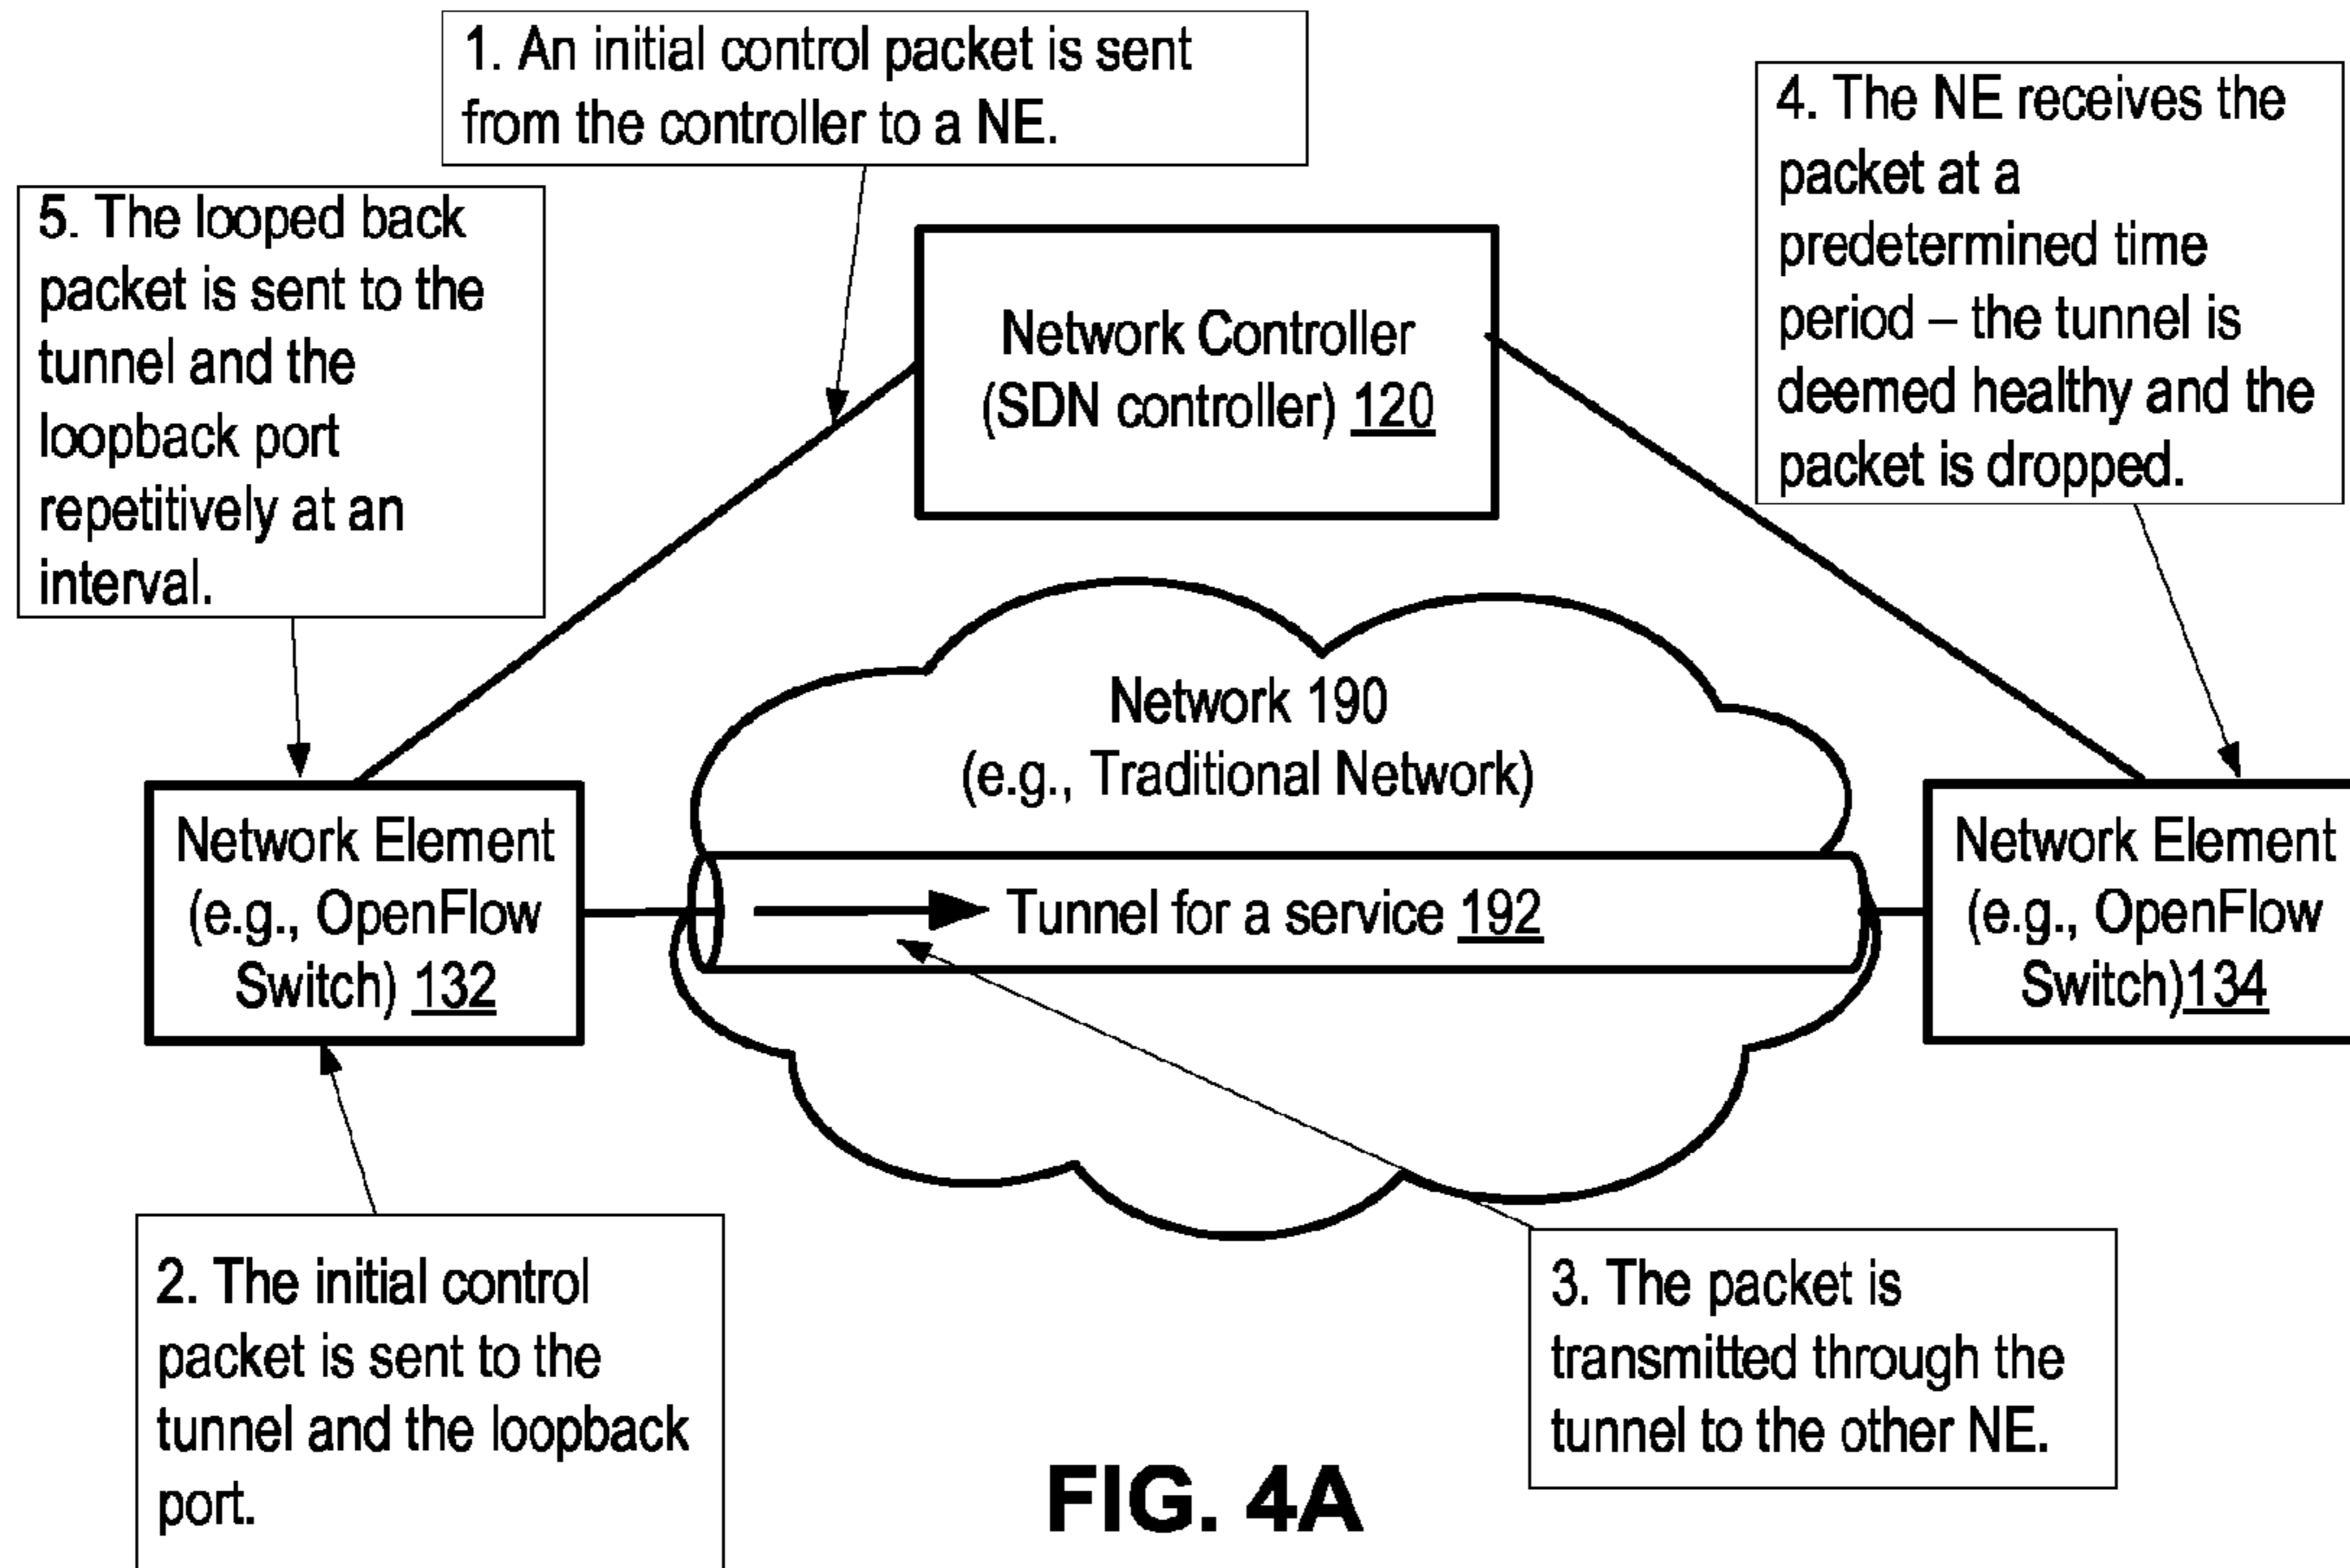 1. An initial control packet is sent
from the controller to a NE.
4. The NE receives the
packet at a
predetermined time
period – the tunnel is
deemed healthy and the
packet is dropped.
5. The looped back
packet is sent to the
tunnel and the
loopback port
repetitively at an
interval.
Network Controller
(SDN controller) 120
Network 190
(e.g., Traditional Network)
Network Element
(e.g., OpenFlow
Switch) 132
Tunnel for a service 192
Network Element
(e.g., OpenFlow
Switch)134
2. The initial control
packet is sent to the
tunnel and the loopback
port.
3. The packet is
transmitted through the
tunnel to the other NE.
FIG. 4A